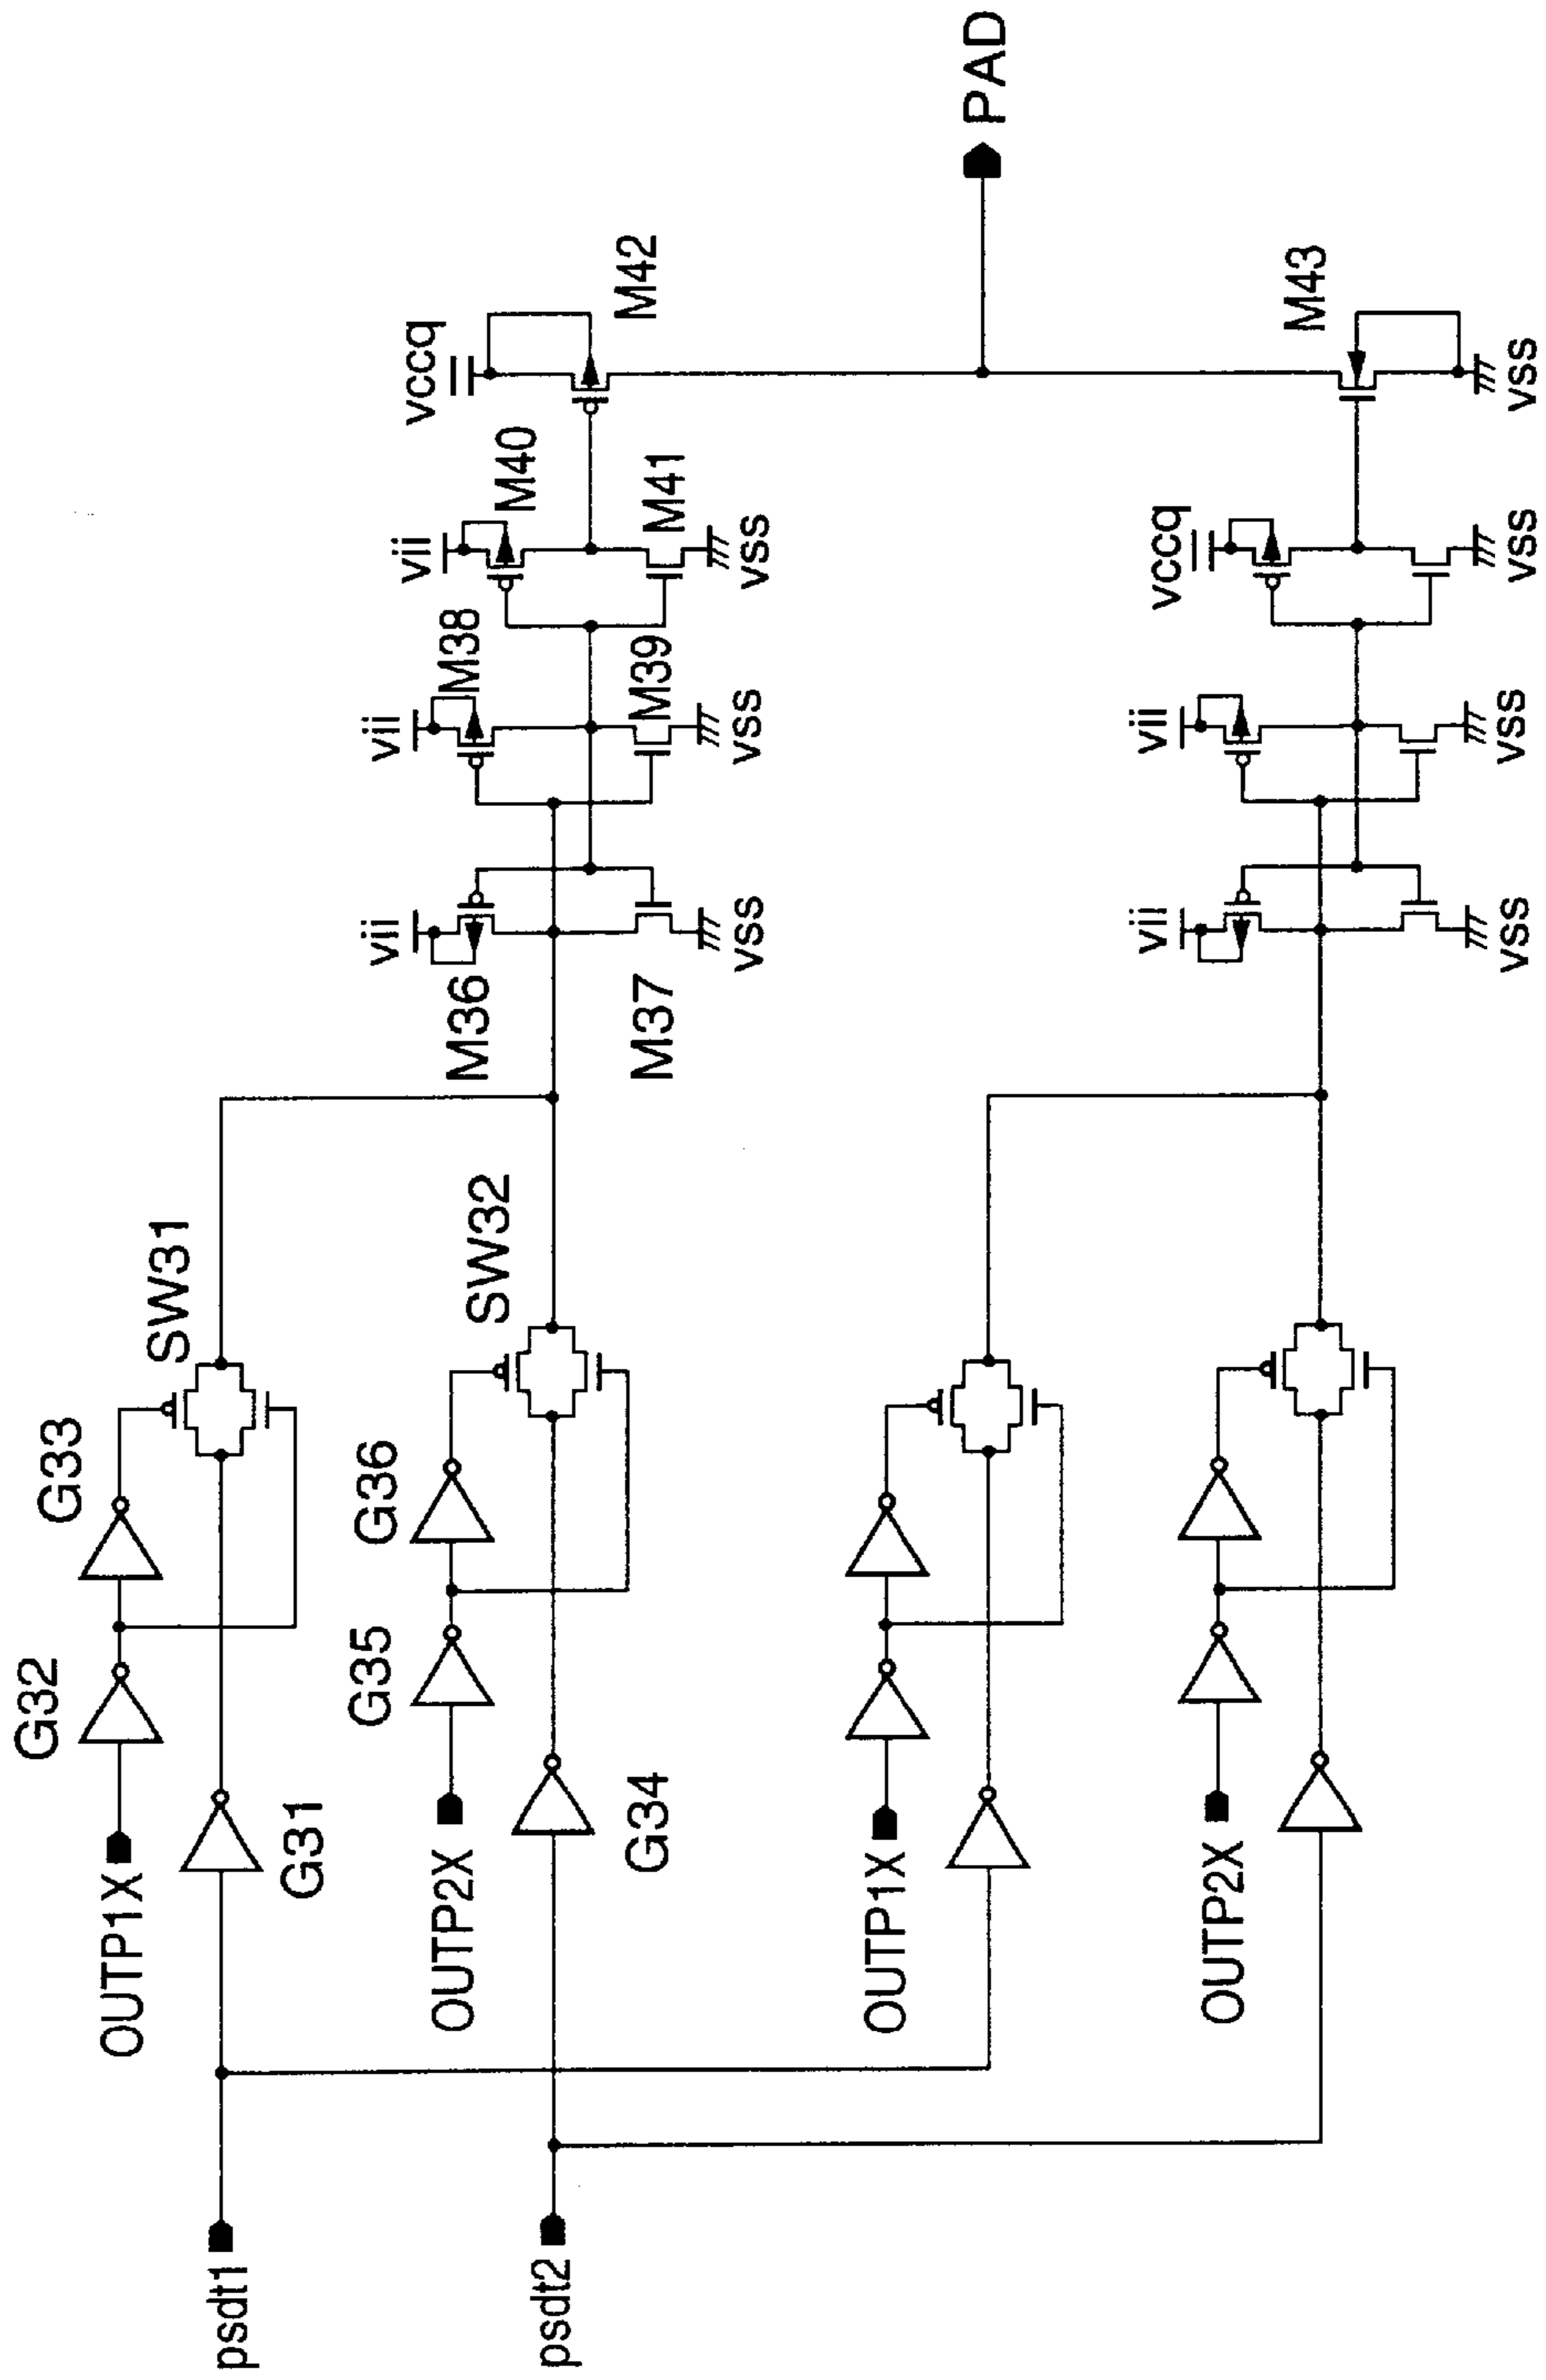 psdt1
psdt2
OUTP1X
G32
G33
G31
SW31
OUTP2X
G35
G36
G34
SW32
OUTP1X
OUTP2X
vii
M36
M37
vss
vii
M38
M39
vss
vii
M40
M41
vss
vccq
M42
PAD
vii
vss
vii
vss
vccq
vss
M43
vss